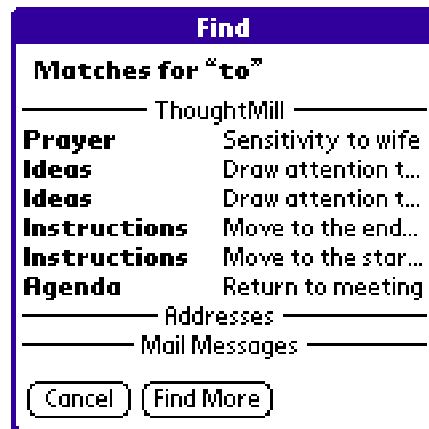 Find
Matches for “to”
ThoughtMill
Prayer Sensitivity to wife
Ideas Draw attention t...
Ideas Draw attention t...
Instructions Move to the end...
Instructions Move to the star...
Agenda Return to meeting
Addresses
Mail Messages
Cancel Find More